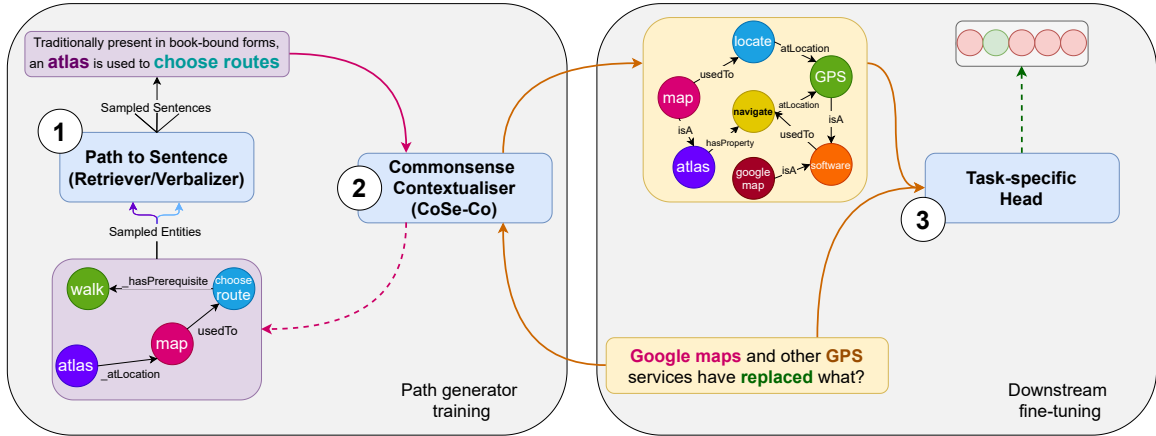 Traditionally present in book-bound forms,
an atlas is used to choose routes
Sampled Sentences
1
Path to Sentence
(Retriever/Verbalizer)
Sampled Entities
walk
_hasPrerequisite
choose
route
usedTo
map
atlas
_atLocation
2
Commonsense
Contextualiser
(CoSe-Co)
Path generator
training
locate
atLocation
GPS
usedTo
map
navigate
atLocation
isA
isA
usedTo
hasProperty
atlas
google
map
isA
software
3
Task-specific
Head
Google maps and other GPS
services have replaced what?
Downstream
fine-tuning